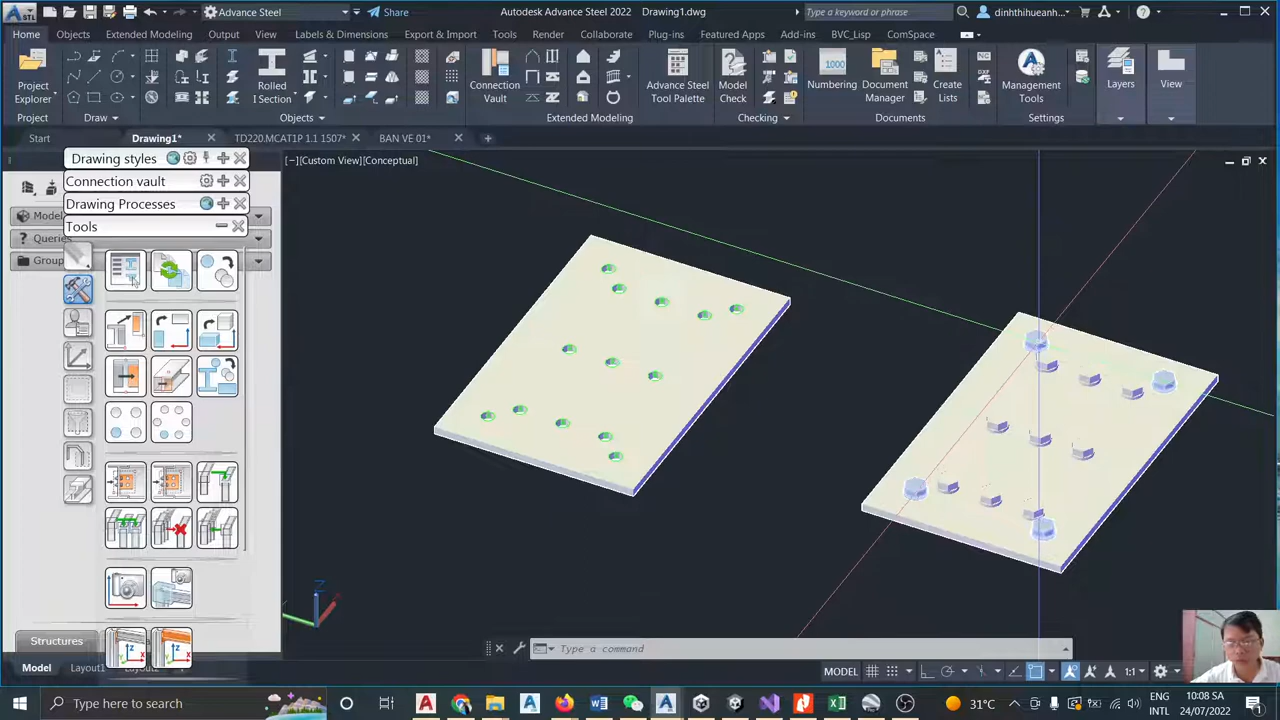 Advance Steel
Share
Autodesk Advance Steel 2022
Drawing1.dwg
Type a keyword or phrase
dinhthihueanh...
STL
Home
Objects
Extended Modeling
Output
View
Labels & Dimensions
Export & Import
Tools
Render
Collaborate
Plug-ins
Featured Apps
Add-ins
BVC_Lisp
ComSpace
Project
Explorer
Rolled
I Section
Connection
Vault
Advance Steel
Tool Palette
Model
Check
1000
Numbering
Document
Manager
Create
Lists
Management
Tools
Layers
View
Project
Draw
Objects
Extended Modeling
Checking
Documents
Settings
Start
Drawing1*
TD220.MCAT1P 1.1 1507*
BAN VE 01*
Drawing styles
Connection vault
Drawing Processes
Tools
Model
Queries
Group
[−][Custom View][Conceptual]
Structures
Z
Type a command
Model
Layout1
Layout2
MODEL
1:1
Type here to search
31°C
ENG
INTL
10:08 SA
24/07/2022